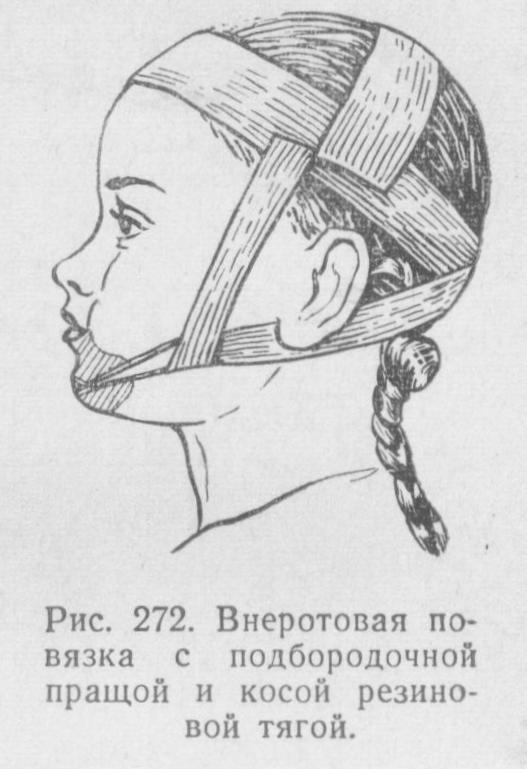 Рис. 272. Внеротовая по-
вязка с подбородочной
пращой и косой резино-
вой тягой.